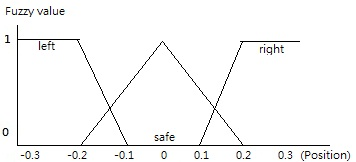 Fuzzy value
1
left
right
0
safe
-0.3 -0.2 -0.1 0 0.1 0.2 0.3 (Position)